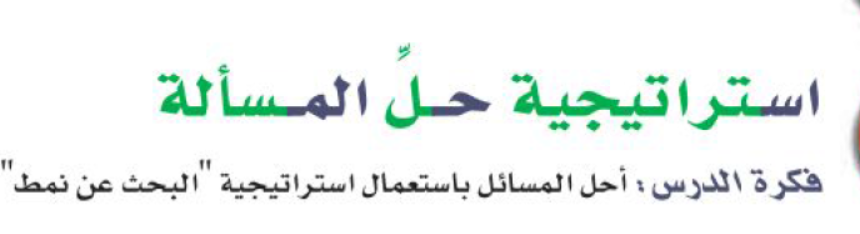 استراتيجية حلِّ المسألة
فكرة الدرس : أحل المسائل باستعمال استراتيجية "البحث عن نمط"